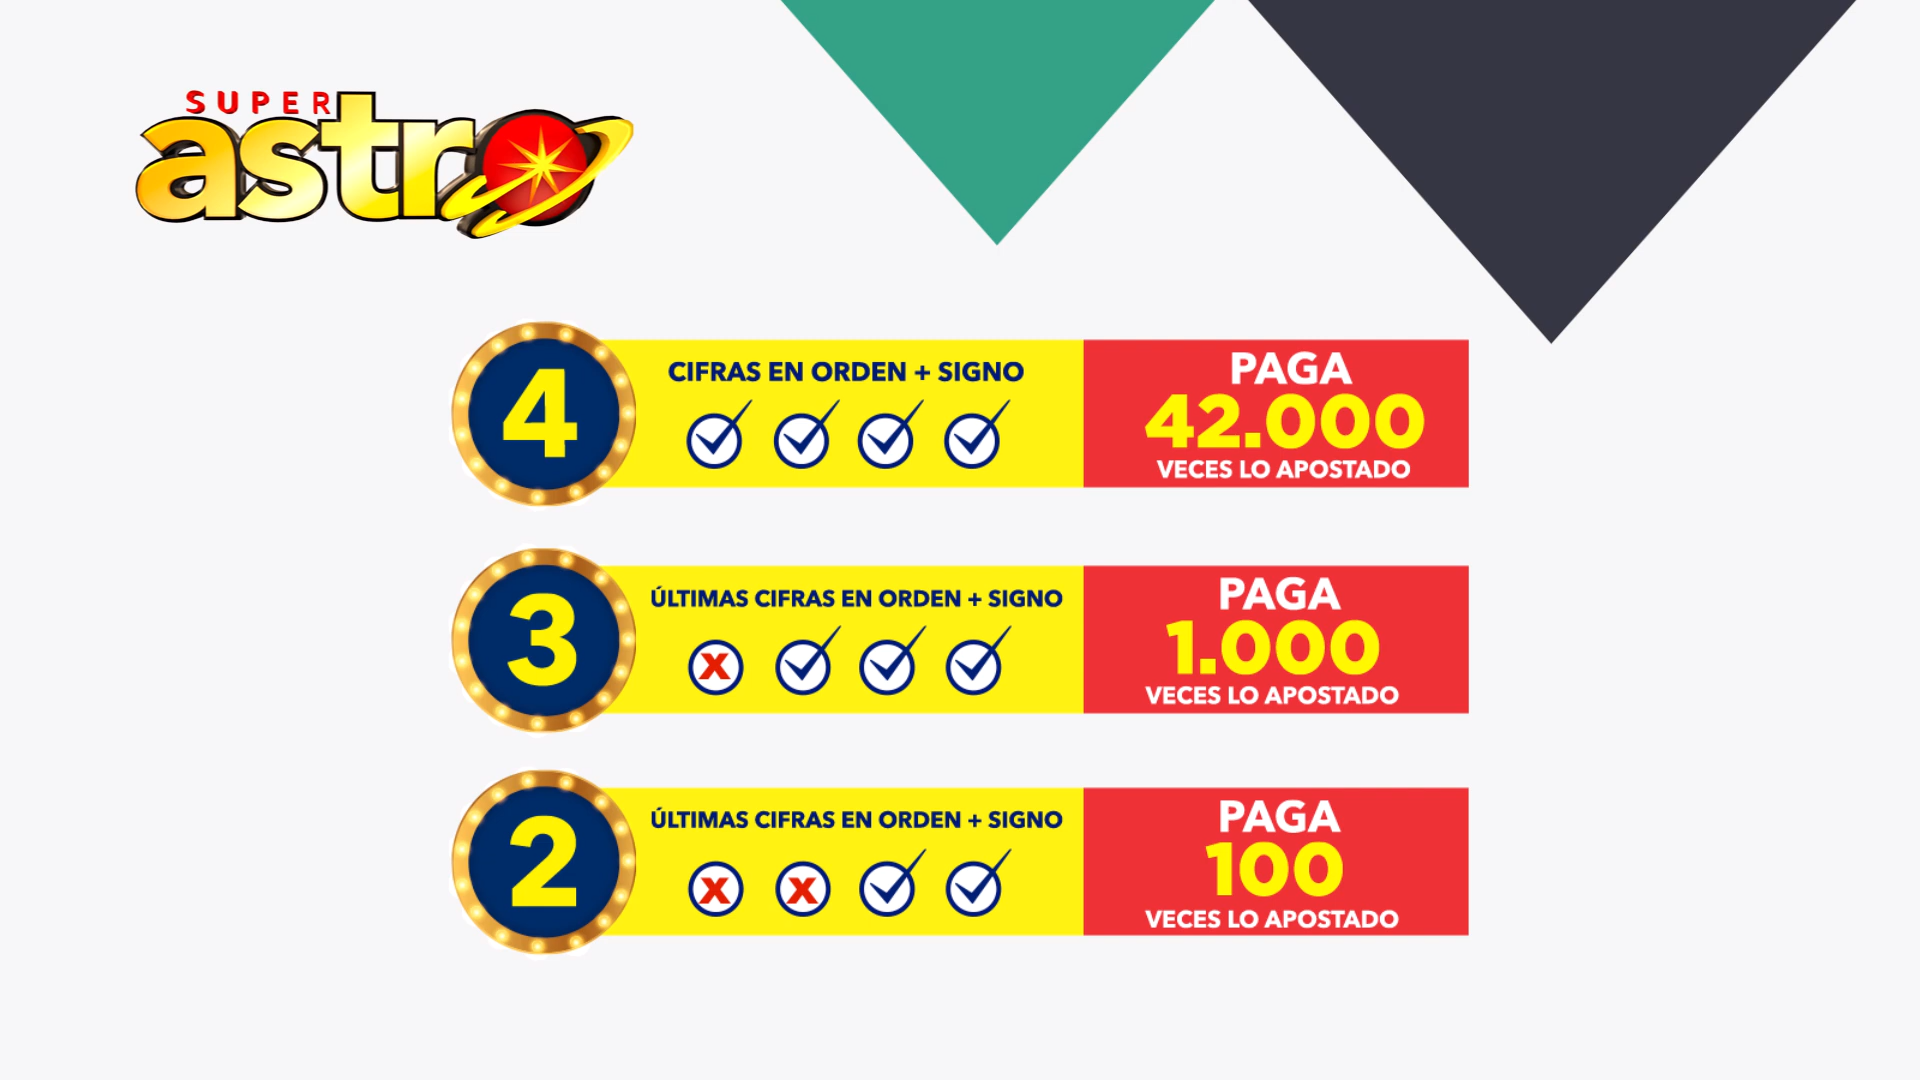 SUPER
astro
4
CIFRAS EN ORDEN + SIGNO
PAGA
42.000
VECES LO APOSTADO
3
ÚLTIMAS CIFRAS EN ORDEN + SIGNO
X
PAGA
1.000
VECES LO APOSTADO
2
ÚLTIMAS CIFRAS EN ORDEN + SIGNO
X X
PAGA
100
VECES LO APOSTADO